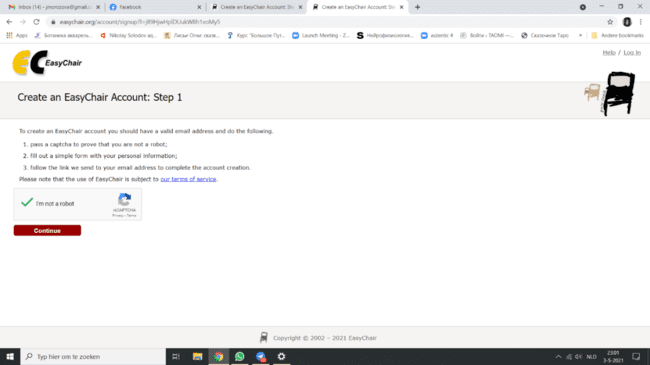 Inbox (14) - jmonzone@gmail.c
Facebook
Create an EasyChair Account: Ste
Create an EasyChair Account: Ste
easychair.org/account/signup?l=
Apps
Ботаника акварель...
Nikolay Solodov aq...
Лисьи Огни: сказк...
Курс "Большое Пут...
Launch Meeting - Z...
Нейрофизиология...
autentic 4
Войти • TAOMI —...
Сказочное Таро
»
Andere bookmarks
EC EasyChair
Help / Log in
Create an EasyChair Account: Step 1
To create an EasyChair account you should have a valid email address and do the following.
1. pass a captcha to prove that you are not a robot;
2. fill out a simple form with your personal information;
3. follow the link we send to your email address to complete the account creation.
Please note that the use of EasyChair is subject to our terms of service.
I'm not a robot
reCAPTCHA
Privacy - Terms
Continue
Copyright © 2002 – 2021 EasyChair
Typ hier om te zoeken
NLD
23:01
3-5-2021